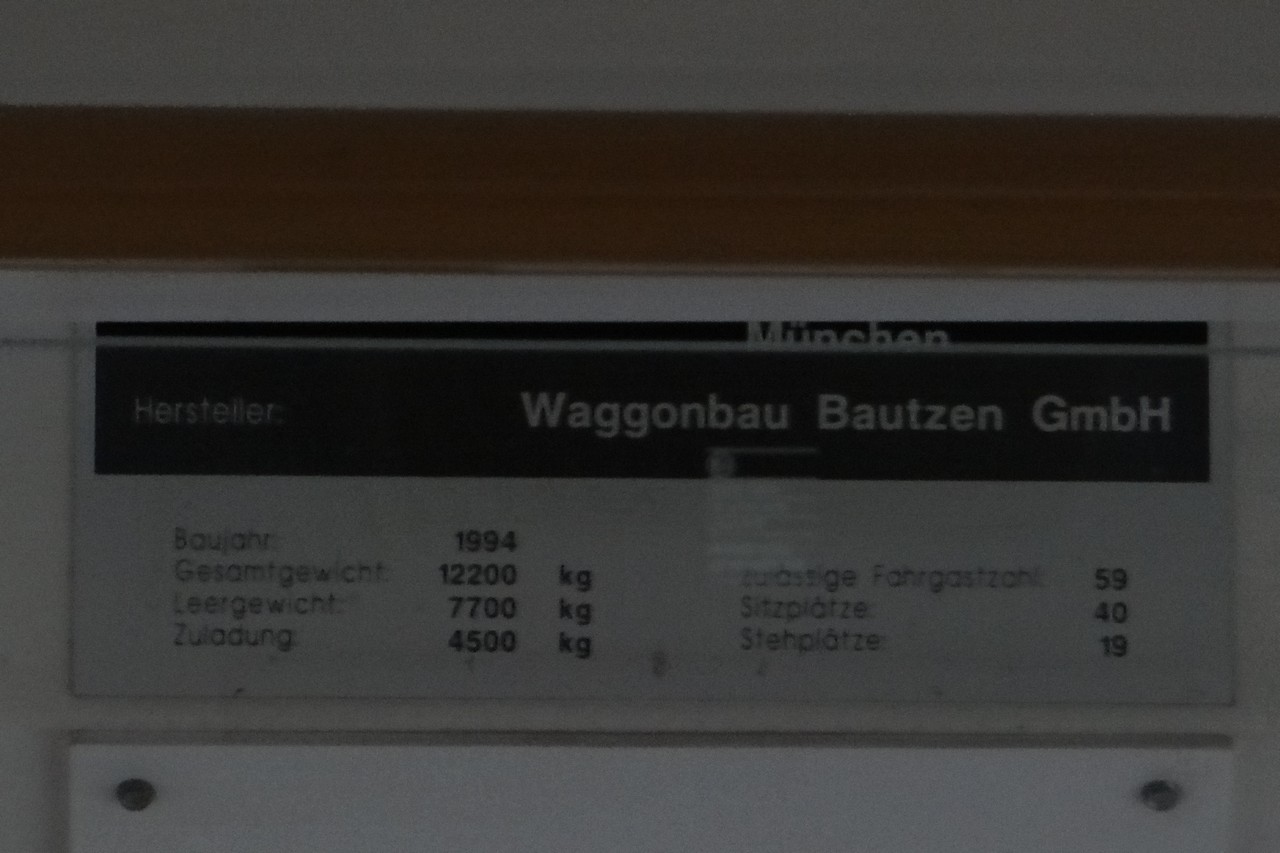 München
Hersteller: Waggonbau Bautzen GmbH
Baujahr: 1994
Gesamtgewicht: 12200 kg zulässige Fahrgastzahl: 59
Leergewicht: 7700 kg Sitzplätze: 40
Zuladung: 4500 kg Stehplätze: 19